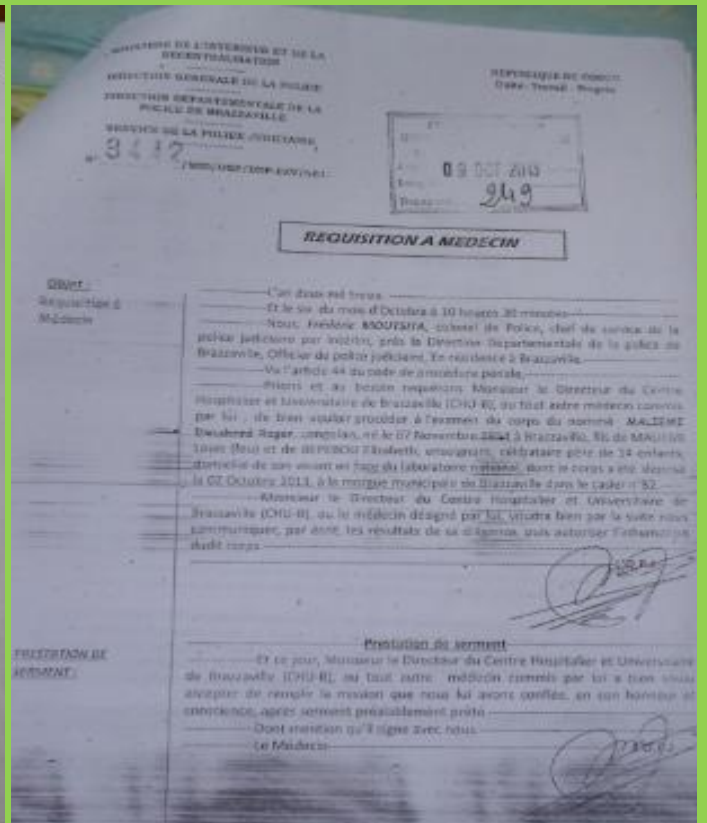 MINISTERE DE L'INTERIEUR ET DE LA
DECENTRALISATION
DIRECTION GENERALE DE LA POLICE
DIRECTION DEPARTEMENTALE DE LA
POLICE DE BRAZZAVILLE
SERVICE DE LA POLICE JUDICIAIRE
N° 3442
REPUBLIQUE DU CONGO
Unité - Travail - Progrès
09 OCT 2013
249
REQUISITION A MEDECIN
Objet :
Requisition à
Médecin
L'an deux mil treize
Et le six du mois d'Octobre à 10 heures 30 minutes
Nous, Frédéric MOUTSITA, colonel de Police, chef de service de la
police judiciaire par intérim, près la Direction Départementale de la police de
Brazzaville, Officier de police judiciaire, En résidence à Brazzaville
Vu l'article 44 du code de procédure pénale,
Prions et au besoin requérons Monsieur le Directeur du Centre
Hospitalier et Universitaire de Brazzaville (CHU-B), ou tout autre médecin commis
par lui, de bien vouloir procéder à l'examen du corps du nommé
Roger, congolais, né le 07 Novembre à Brazzaville, fils de
Louis (feu) et de Elisabeth, enseignant, célibataire père de 14 enfants,
domicilié de son vivant en face du laboratoire national, dont le corps a été déposé
le 02 Octobre 2013, à la morgue municipale de Brazzaville dans le casier n°52
Monsieur le Directeur du Centre Hospitalier et Universitaire de
Brazzaville (CHU-B), ou le médecin désigné par lui, voudra bien par la suite nous
communiquer, par écrit, les résultats de sa diligence, puis autoriser l'inhumation
dudit corps
PRESTATION DE
SERMENT :
Prestation de serment
Et ce jour, Monsieur le Directeur du Centre Hospitalier et Universitaire
de Brazzaville (CHU-B), ou tout autre médecin commis par lui a bien voulu
accepter de remplir la mission que nous lui avons confiée, en son honneur et
conscience, après serment préalablement prêté
Dont mention qu'il signe avec nous
Le Médecin